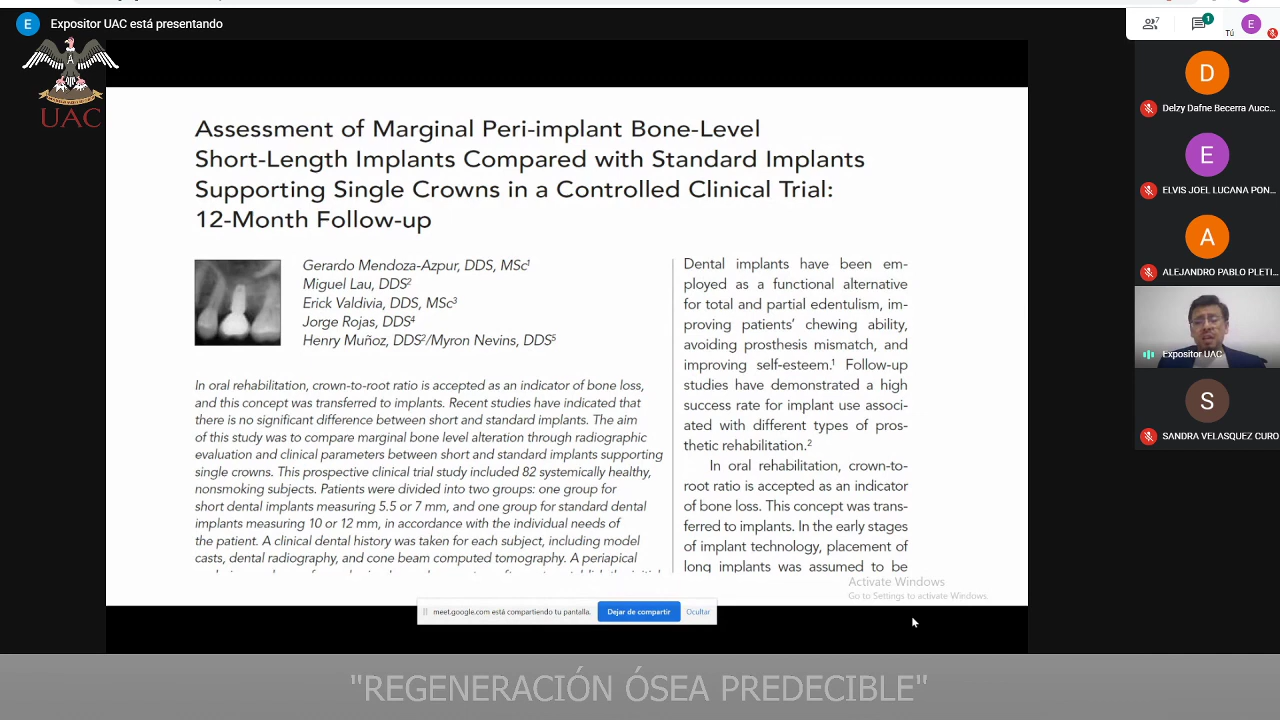 E Expositor UAC está presentando
UAC
7
1
Tú
E
Assessment of Marginal Peri-implant Bone-Level
Short-Length Implants Compared with Standard Implants
Supporting Single Crowns in a Controlled Clinical Trial:
12-Month Follow-up
Gerardo Mendoza-Azpur, DDS, MSc¹
Miguel Lau, DDS²
Erick Valdivia, DDS, MSc³
Jorge Rojas, DDS⁴
Henry Muñoz, DDS²/Myron Nevins, DDS⁵
In oral rehabilitation, crown-to-root ratio is accepted as an indicator of bone loss,
and this concept was transferred to implants. Recent studies have indicated that
there is no significant difference between short and standard implants. The aim
of this study was to compare marginal bone level alteration through radiographic
evaluation and clinical parameters between short and standard implants supporting
single crowns. This prospective clinical trial study included 82 systemically healthy,
nonsmoking subjects. Patients were divided into two groups: one group for
short dental implants measuring 5.5 or 7 mm, and one group for standard dental
implants measuring 10 or 12 mm, in accordance with the individual needs of
the patient. A clinical dental history was taken for each subject, including model
casts, dental radiography, and cone beam computed tomography. A periapical
Dental implants have been em-
ployed as a functional alternative
for total and partial edentulism, im-
proving patients' chewing ability,
avoiding prosthesis mismatch, and
improving self-esteem.¹ Follow-up
studies have demonstrated a high
success rate for implant use associ-
ated with different types of pros-
thetic rehabilitation.²
In oral rehabilitation, crown-to-
root ratio is accepted as an indicator
of bone loss. This concept was trans-
ferred to implants. In the early stages
of implant technology, placement of
long implants was assumed to be
Activate Windows
Go to Settings to activate Windows.
meet.google.com está compartiendo tu pantalla. Dejar de compartir Ocultar
D
Delzy Dafne Becerra Aucc...
E
ELVIS JOEL LUCANA PON...
A
ALEJANDRO PABLO PLETI...
Expositor UAC
S
SANDRA VELASQUEZ CURO
"REGENERACIÓN ÓSEA PREDECIBLE"